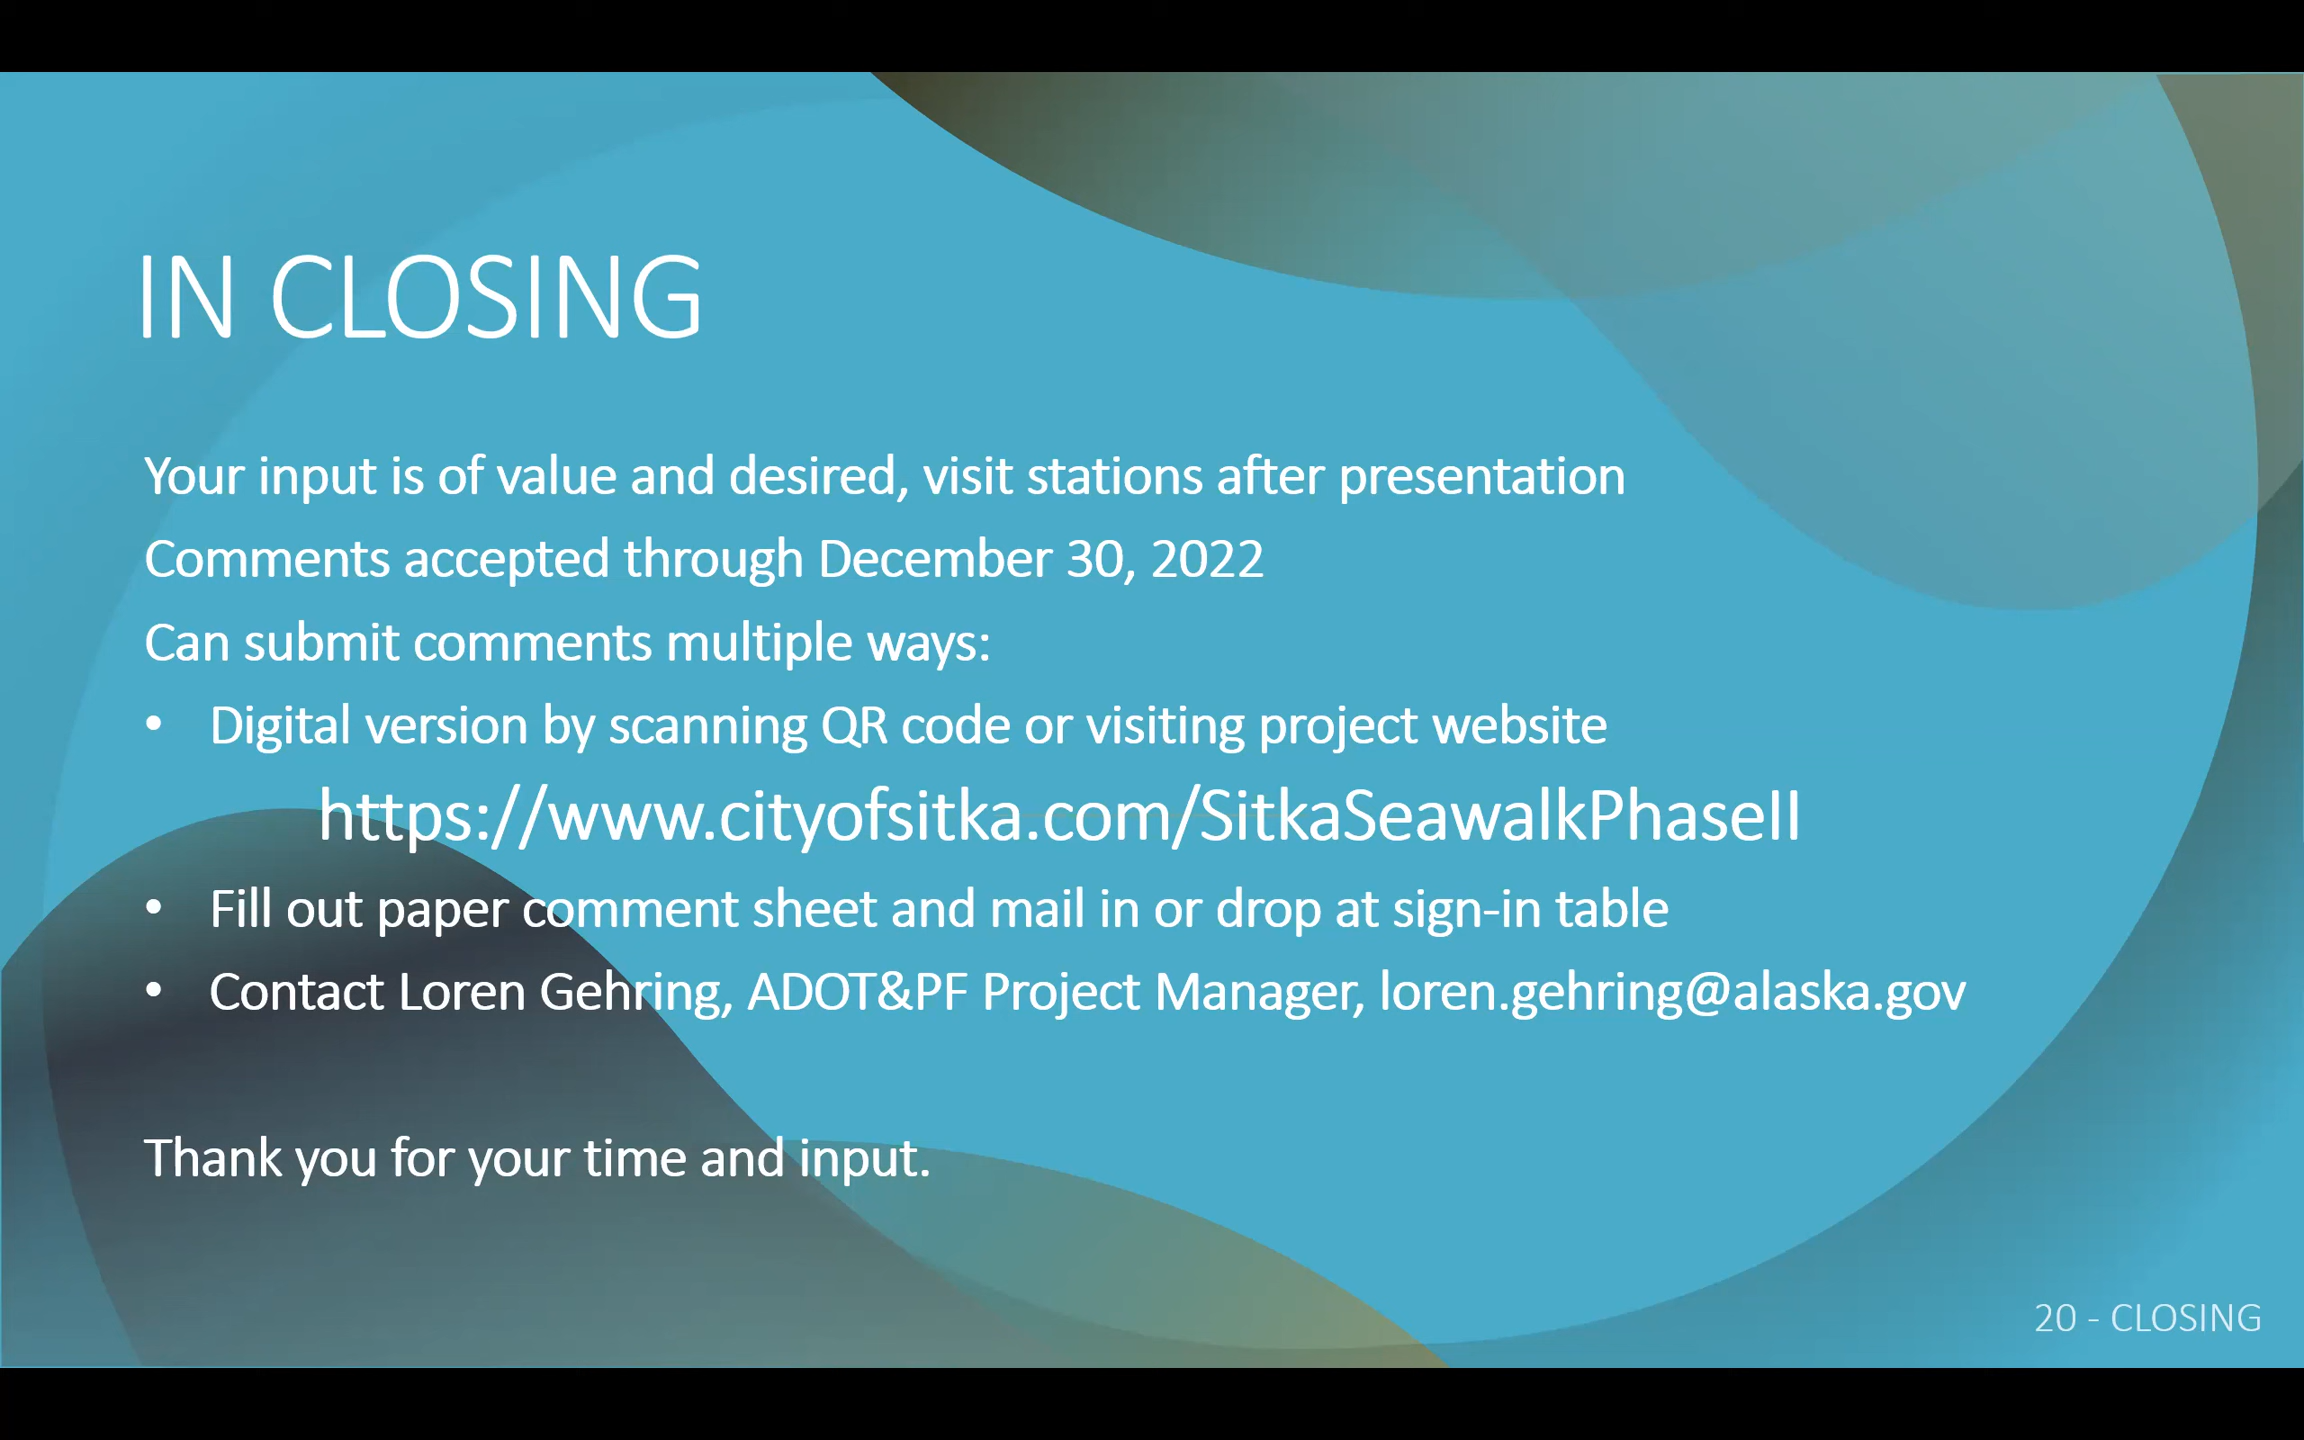 IN CLOSING
Your input is of value and desired, visit stations after presentation
Comments accepted through December 30, 2022
Can submit comments multiple ways:
• Digital version by scanning QR code or visiting project website
https://www.cityofsitka.com/SitkaSeawalkPhaseII
• Fill out paper comment sheet and mail in or drop at sign-in table
• Contact Loren Gehring, ADOT&PF Project Manager, loren.gehring@alaska.gov
Thank you for your time and input.
20 - CLOSING